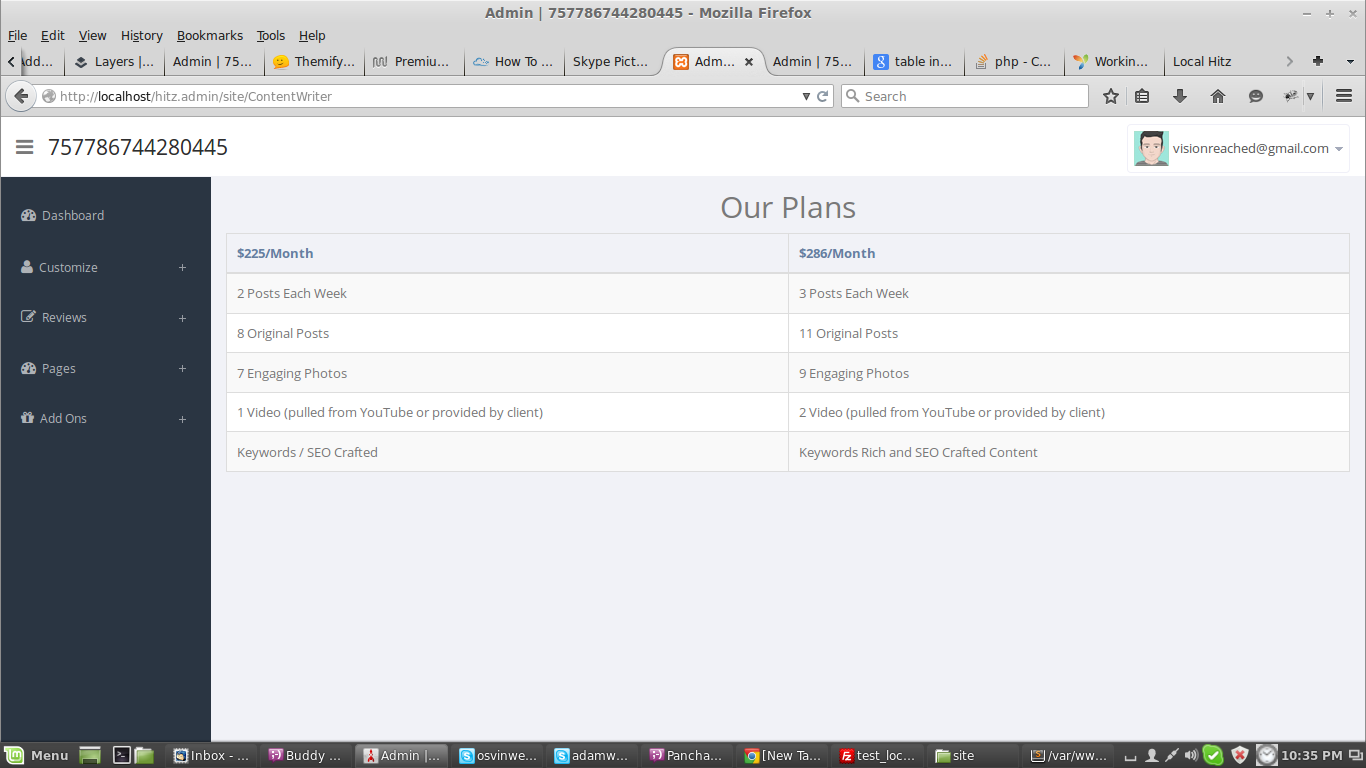 Admin | 757786744280445 - Mozilla Firefox
File Edit View History Bookmarks Tools Help
Add... Layers |... Admin | 75... Themify... Premiu... How To ... Skype Pict... Adm... Admin | 75... table in... php - C... Workin... Local Hitz
http://localhost/hitz.admin/site/ContentWriter Search
757786744280445 visionreached@gmail.com
Dashboard
Customize +
Reviews +
Pages +
Add Ons +
Our Plans
$225/Month $286/Month
2 Posts Each Week 3 Posts Each Week
8 Original Posts 11 Original Posts
7 Engaging Photos 9 Engaging Photos
1 Video (pulled from YouTube or provided by client) 2 Video (pulled from YouTube or provided by client)
Keywords / SEO Crafted Keywords Rich and SEO Crafted Content
Menu Inbox - ... Buddy ... Admin |... osvinwe... adamw... Pancha... [New Ta... test_loc... site /var/ww... 10:35 PM